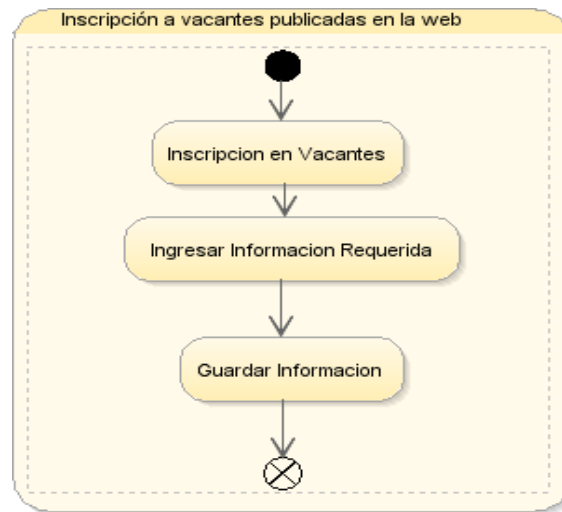 Inscripción a vacantes publicadas en la web
Inscripcion en Vacantes
Ingresar Informacion Requerida
Guardar Informacion